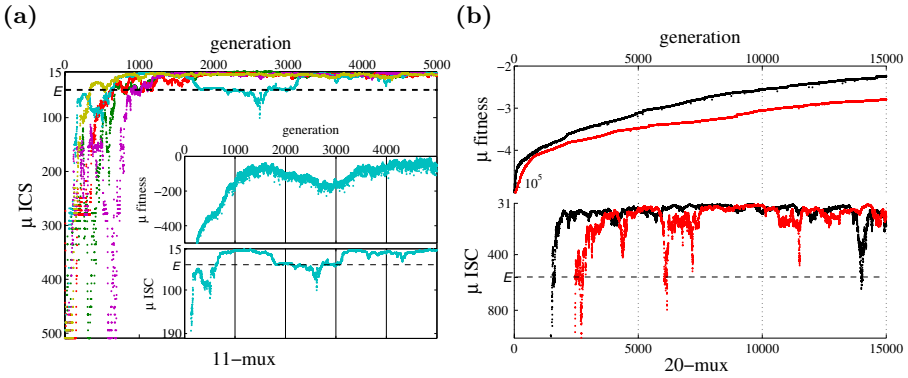 (a)
generation
0 1000 2000 3000 4000 5000
15
E
100
200
300
400
500
μ ICS
generation
0 1000 2000 3000 4000 5000
0
−200
−400
μ fitness
15
E
100
190
μ ISC
11−mux
(b)
generation
0 5000 10000 15000
−2
−3
−4
μ fitness
10^5
31
400
E
800
μ ISC
0 5000 10000 15000
20−mux